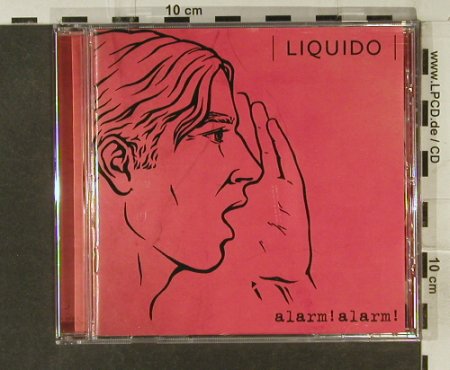 10 cm
| LIQUIDO |
www.LPCD.de / CD
10 cm
alarm!alarm!